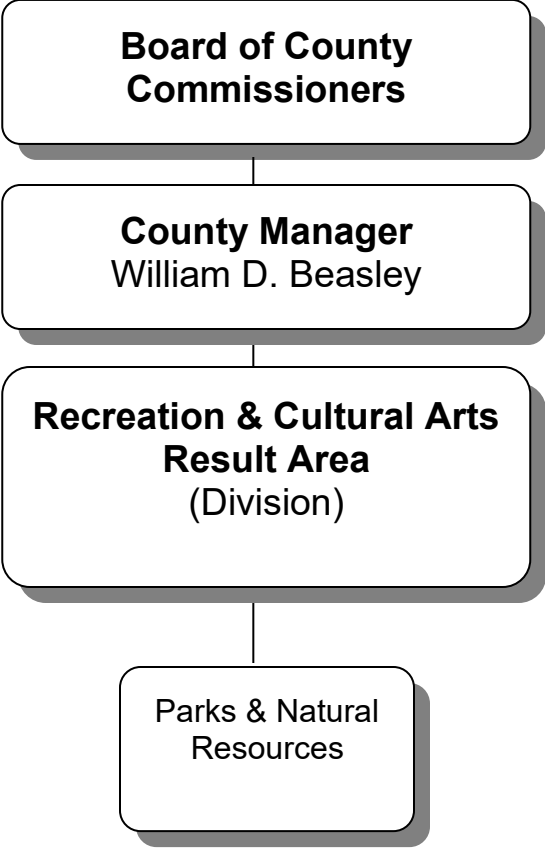 Board of County
Commissioners
County Manager
William D. Beasley
Recreation & Cultural Arts
Result Area
(Division)
Parks & Natural
Resources